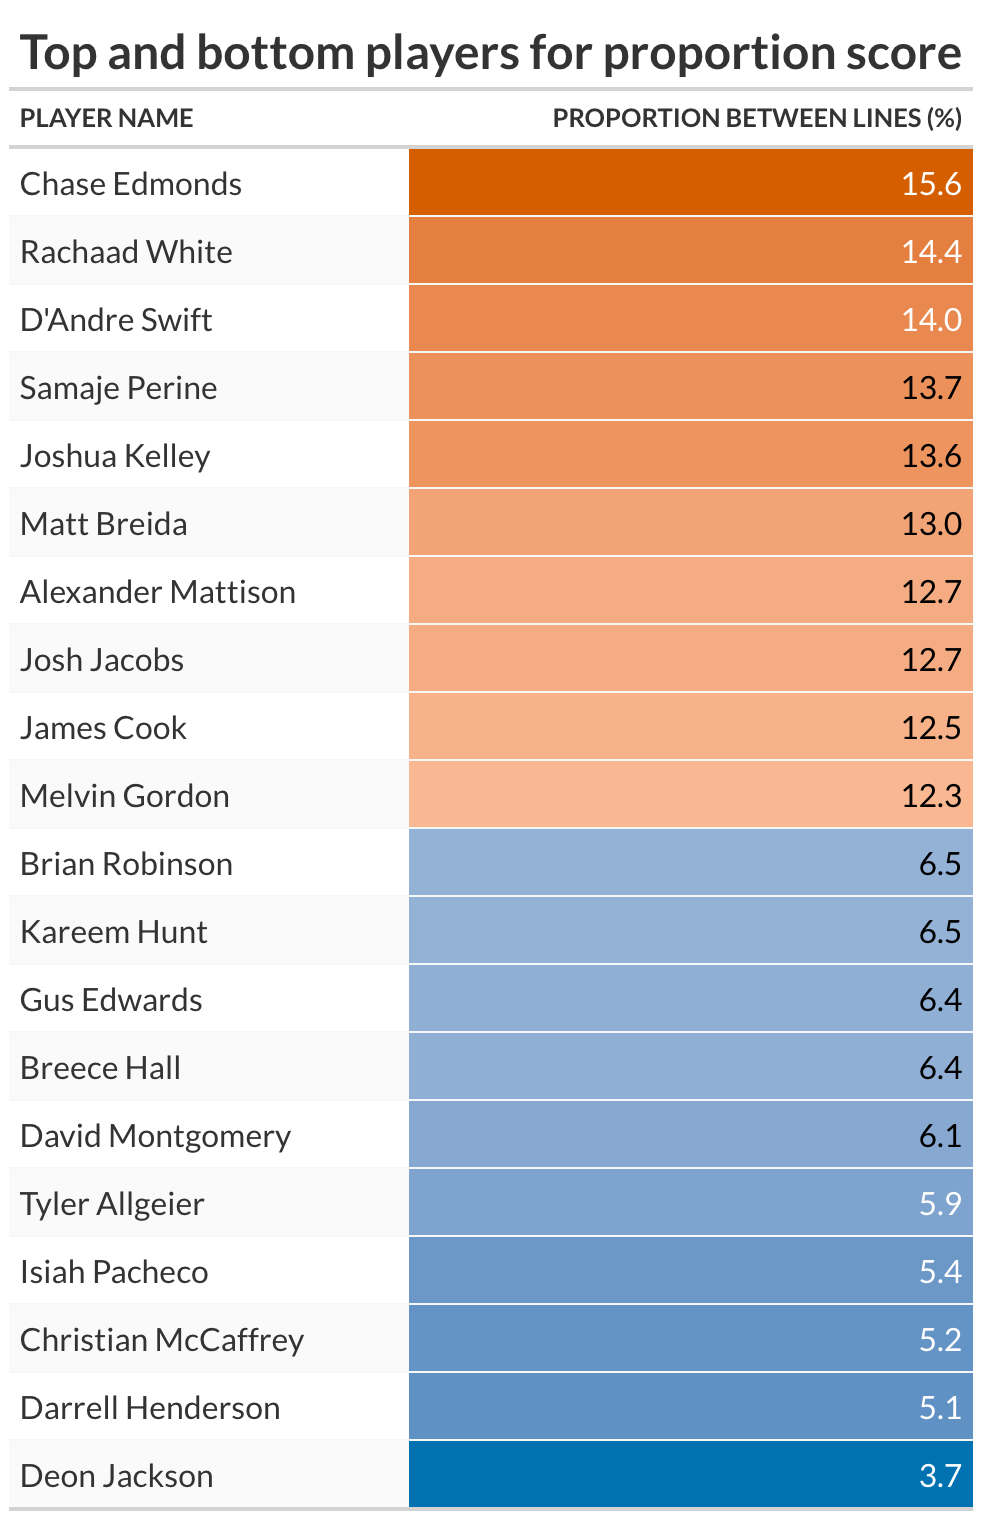 Top and bottom players for proportion score
PLAYER NAME PROPORTION BETWEEN LINES (%)
Chase Edmonds 15.6
Rachaad White 14.4
D'Andre Swift 14.0
Samaje Perine 13.7
Joshua Kelley 13.6
Matt Breida 13.0
Alexander Mattison 12.7
Josh Jacobs 12.7
James Cook 12.5
Melvin Gordon 12.3
Brian Robinson 6.5
Kareem Hunt 6.5
Gus Edwards 6.4
Breece Hall 6.4
David Montgomery 6.1
Tyler Allgeier 5.9
Isiah Pacheco 5.4
Christian McCaffrey 5.2
Darrell Henderson 5.1
Deon Jackson 3.7